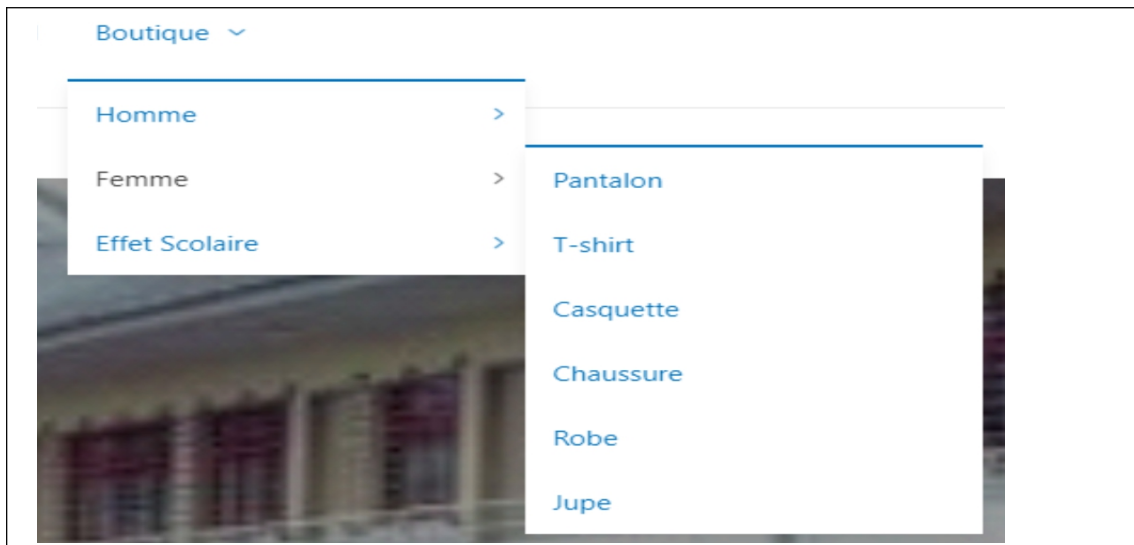 Boutique
Homme
Femme
Effet Scolaire
Pantalon
T-shirt
Casquette
Chaussure
Robe
Jupe